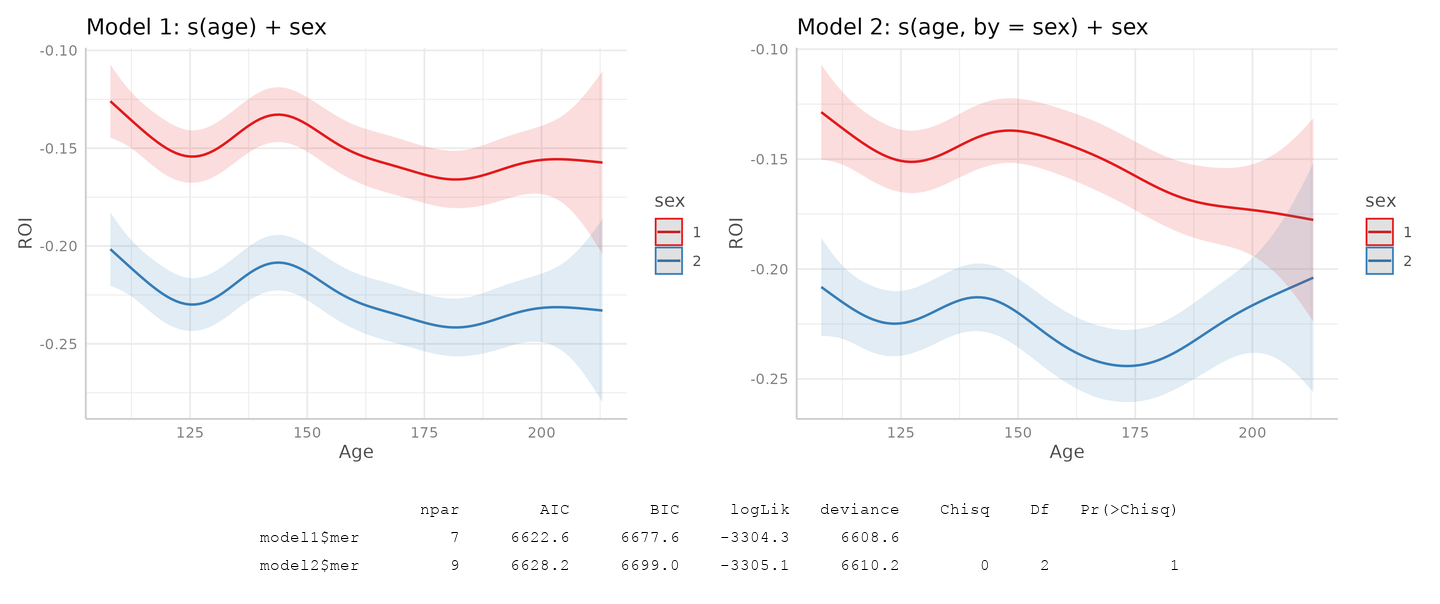 Model 1: s(age) + sex
-0.10
-0.15
-0.20
-0.25
ROI
125 150 175 200
Age
sex
1
2
Model 2: s(age, by = sex) + sex
-0.10
-0.15
-0.20
-0.25
ROI
125 150 175 200
Age
sex
1
2
npar AIC BIC logLik deviance Chisq Df Pr(>Chisq)
model1$mer 7 6622.6 6677.6 -3304.3 6608.6
model2$mer 9 6628.2 6699.0 -3305.1 6610.2 0 2 1